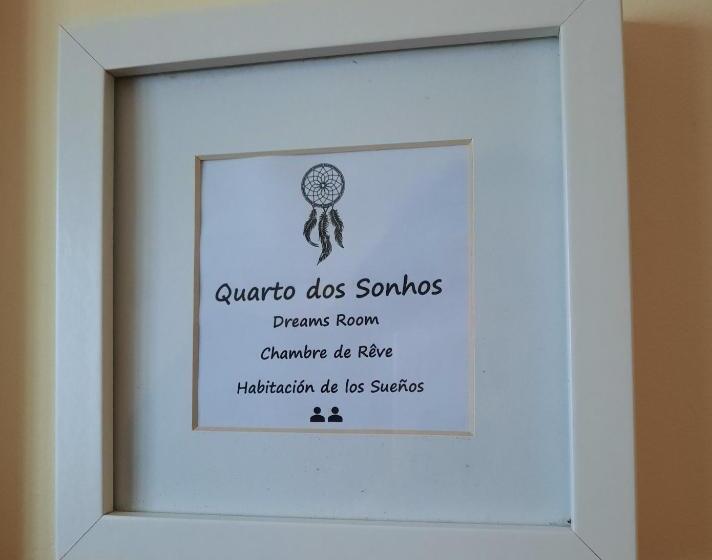 Quarto dos Sonhos
Dreams Room
Chambre de Rêve
Habitación de los Sueños